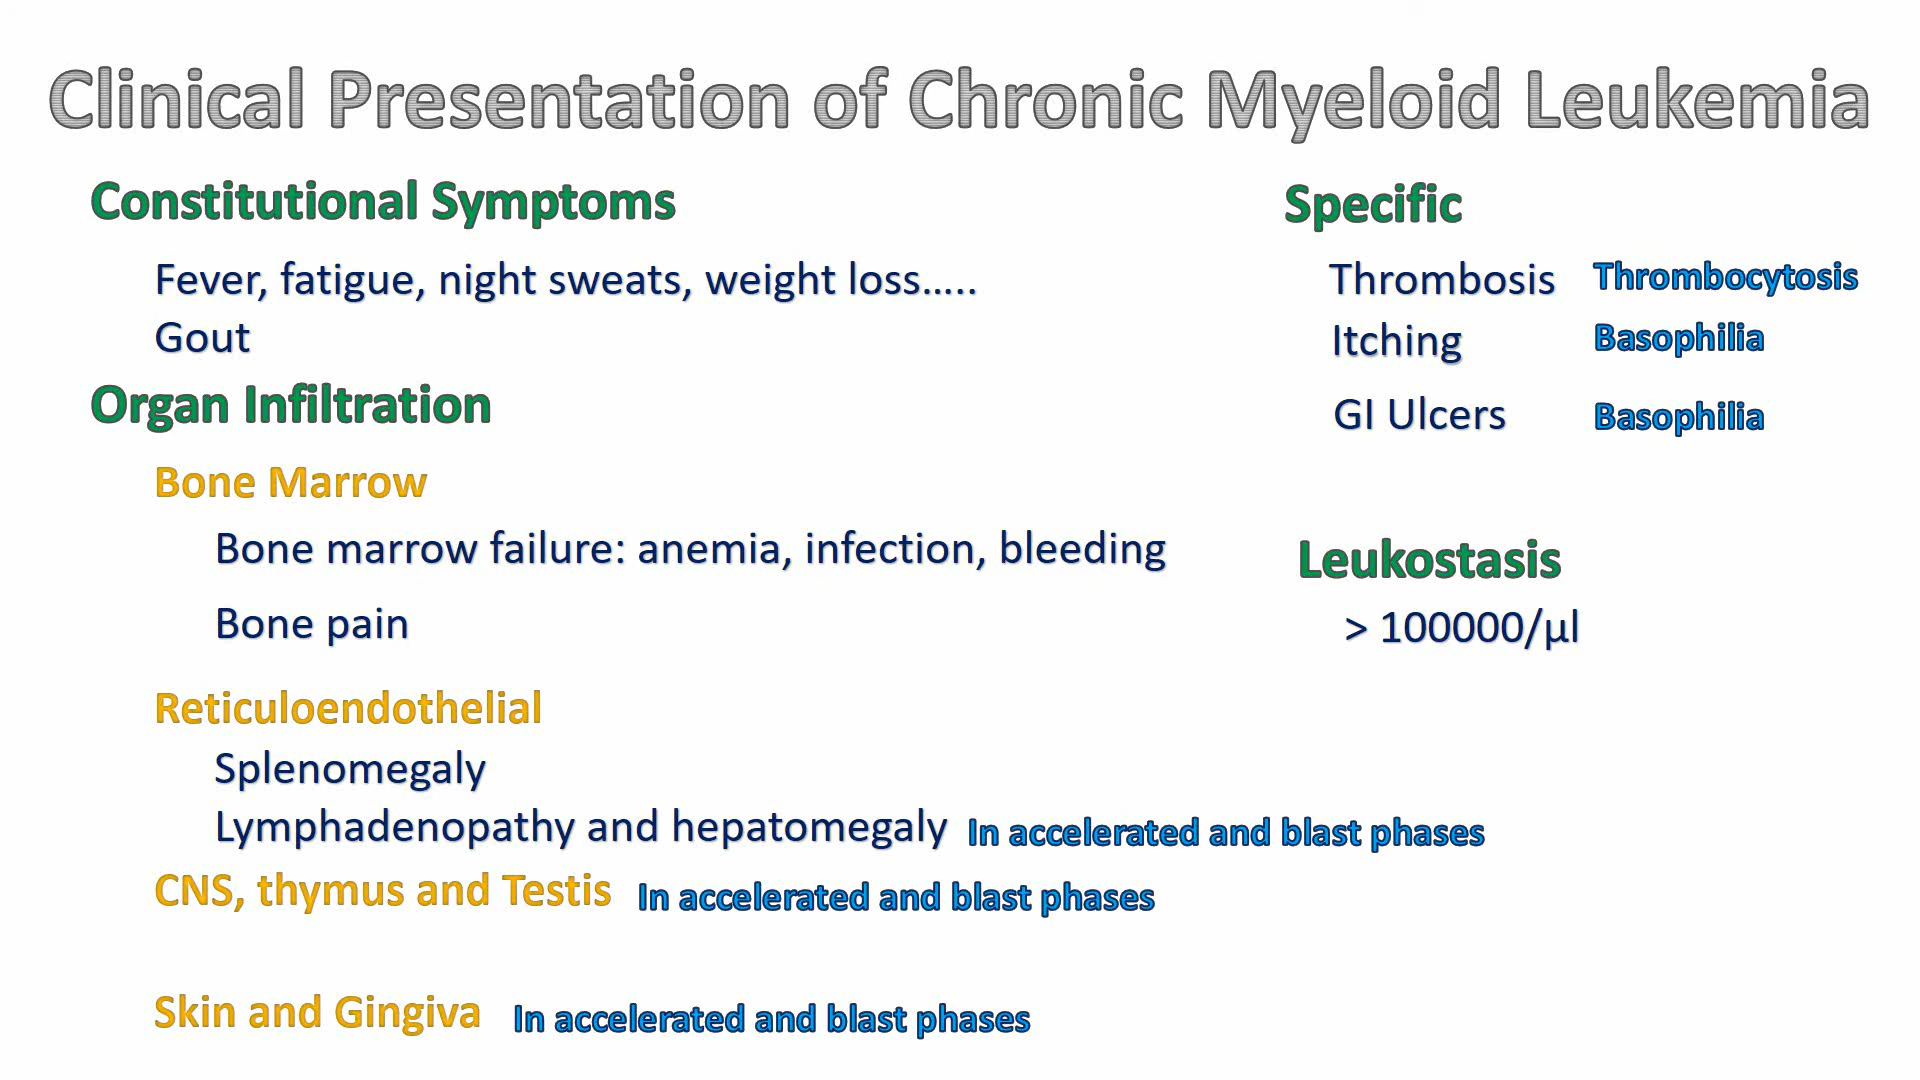 Clinical Presentation of Chronic Myeloid Leukemia
Constitutional Symptoms
Fever, fatigue, night sweats, weight loss…..
Gout
Organ Infiltration
Bone Marrow
Bone marrow failure: anemia, infection, bleeding
Bone pain
Reticuloendothelial
Splenomegaly
Lymphadenopathy and hepatomegaly In accelerated and blast phases
CNS, thymus and Testis In accelerated and blast phases
Skin and Gingiva In accelerated and blast phases
Specific
Thrombosis Thrombocytosis
Itching Basophilia
GI Ulcers Basophilia
Leukostasis
> 100000/µl